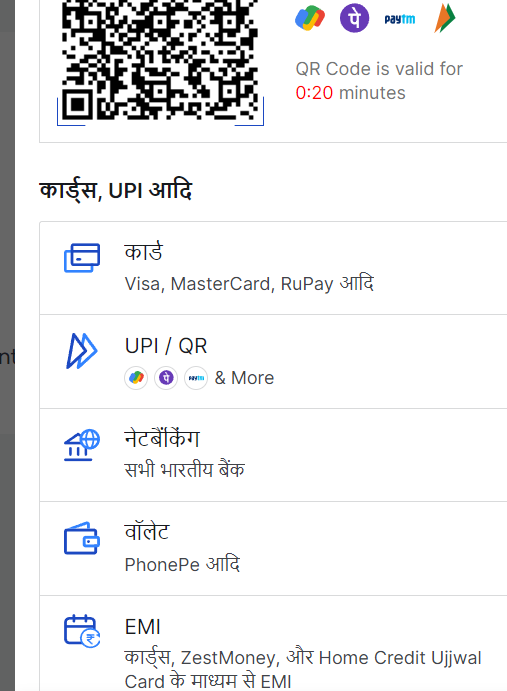 paytm
QR Code is valid for
0:20 minutes
कार्ड्स, UPI आदि
कार्ड
Visa, MasterCard, RuPay आदि
UPI / QR
paytm & More
नेटबैंकिंग
सभी भारतीय बैंक
वॉलेट
PhonePe आदि
EMI
कार्ड्स, ZestMoney, और Home Credit Ujjwal
Card के माध्यम से EMI